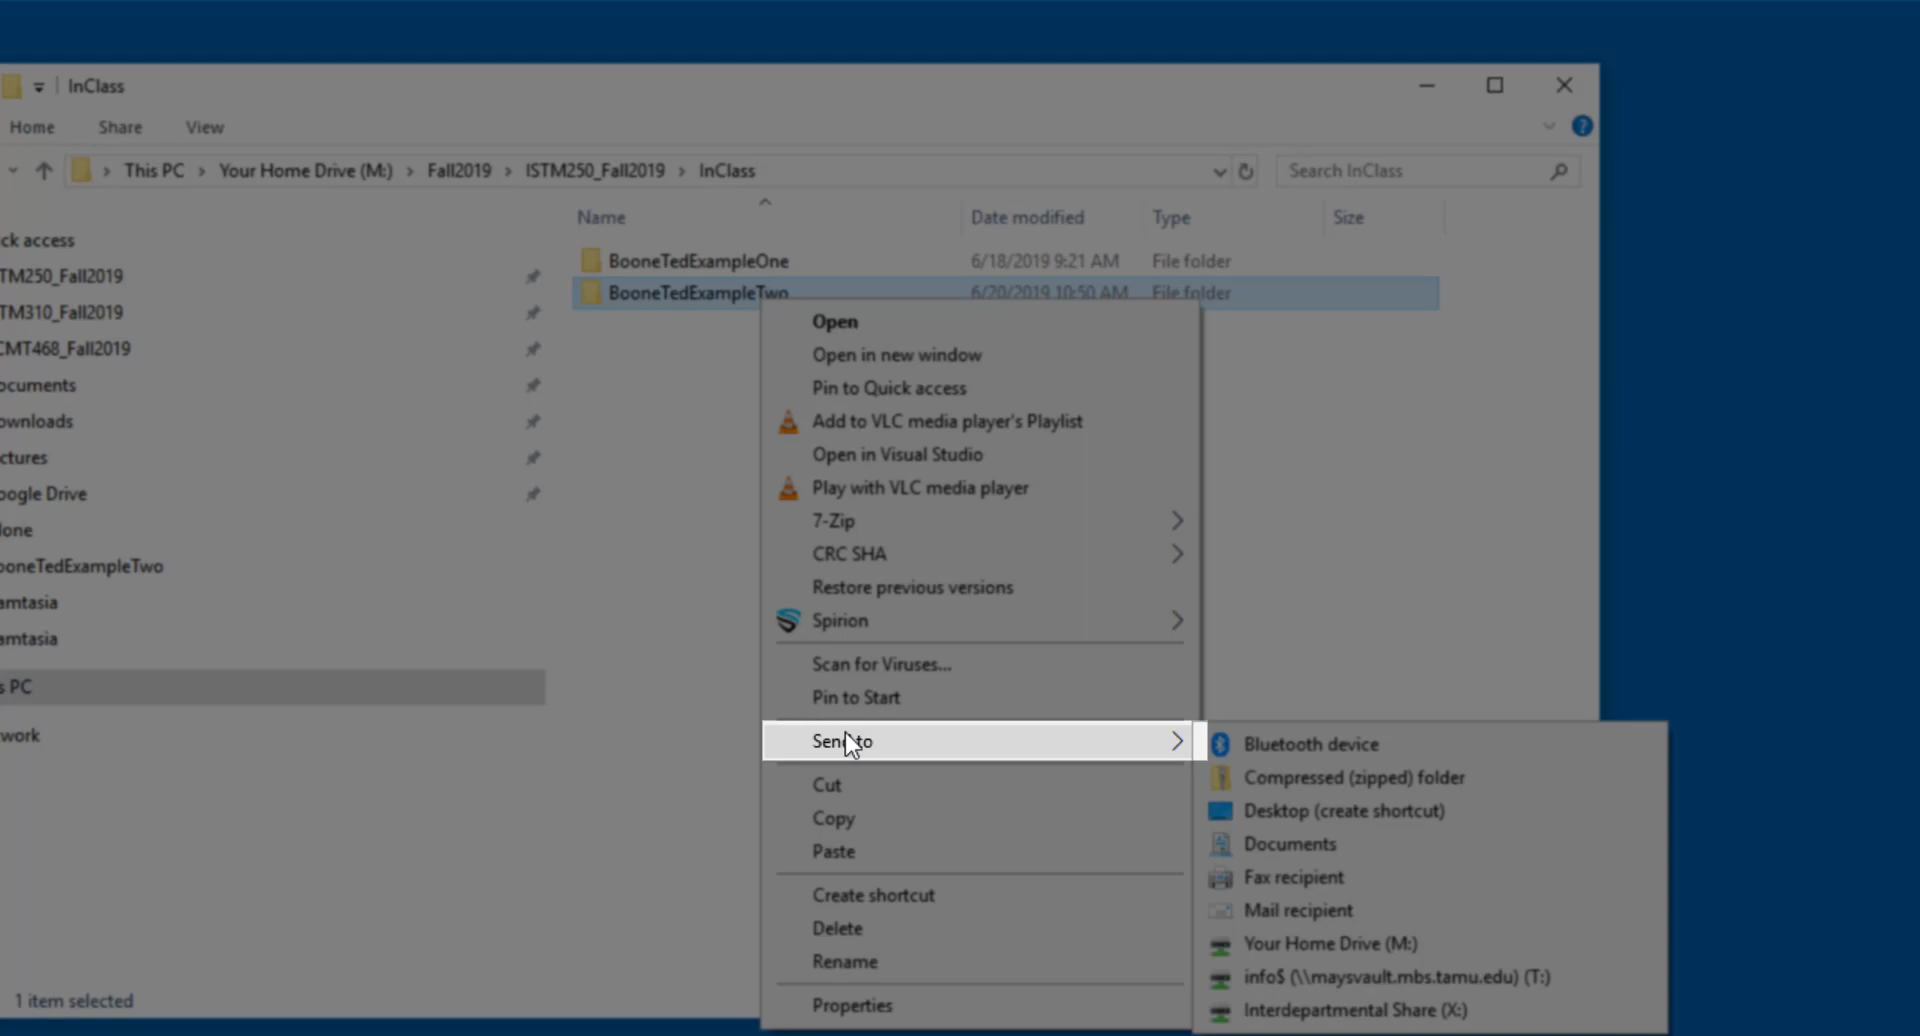 InClass
Home Share View
This PC > Your Home Drive (M:) > Fall2019 > ISTM250_Fall2019 > InClass
Search InClass
Name Date modified Type Size
ck access
TM250_Fall2019
TM310_Fall2019
CMT468_Fall2019
ocuments
ownloads
ctures
oogle Drive
lone
ooneTedExampleTwo
amtasia
amtasia
s PC
work
BooneTedExampleOne 6/18/2019 9:21 AM File folder
BooneTedExampleTwo 6/20/2019 10:50 AM File folder
Open
Open in new window
Pin to Quick access
Add to VLC media player's Playlist
Open in Visual Studio
Play with VLC media player
7-Zip
CRC SHA
Restore previous versions
Spirion
Scan for Viruses...
Pin to Start
Send to
Cut
Copy
Paste
Create shortcut
Delete
Rename
Properties
Bluetooth device
Compressed (zipped) folder
Desktop (create shortcut)
Documents
Fax recipient
Mail recipient
Your Home Drive (M:)
info$ (\\maysvault.mbs.tamu.edu) (T:)
Interdepartmental Share (X:)
1 item selected